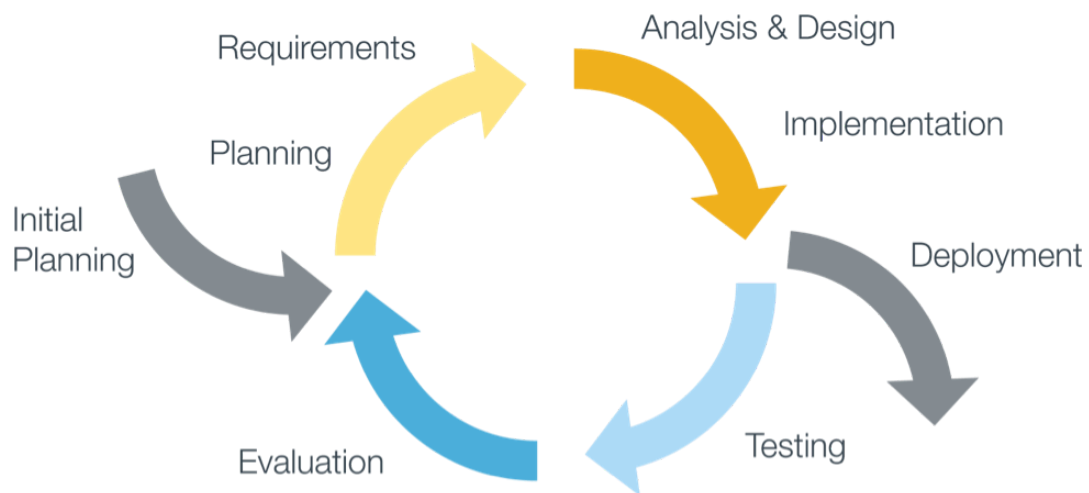 Requirements
Analysis & Design
Implementation
Planning
Initial
Planning
Deployment
Testing
Evaluation